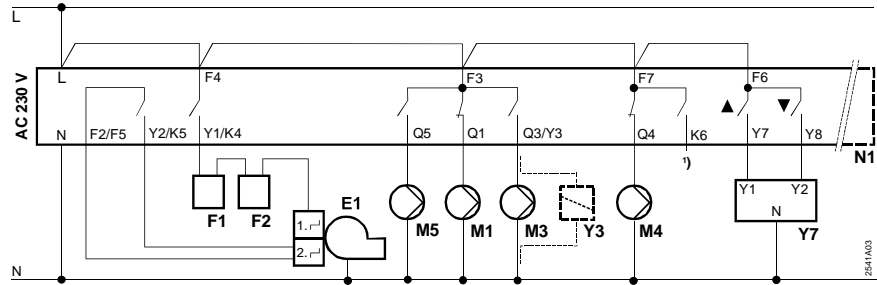 L
AC 230 V
L F4 F3 F7 F6
N F2/F5 Y2/K5 Y1/K4 Q5 Q1 Q3/Y3 Q4 K6 Y7 Y8
N1
1)
F1 F2 E1 M5 M1 M3 Y3 M4
Y1 Y2
N
Y7
1.
2.
N
2541A03